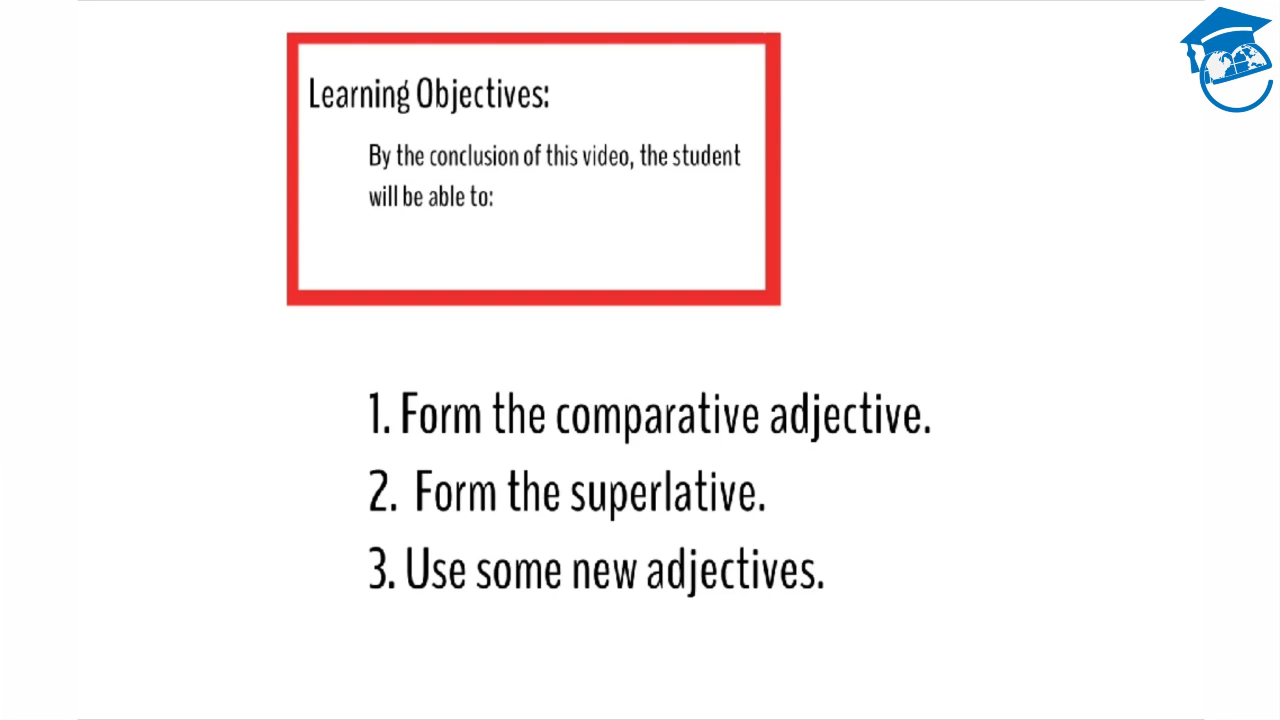 Learning Objectives:
By the conclusion of this video, the student
will be able to:
1. Form the comparative adjective.
2. Form the superlative.
3. Use some new adjectives.